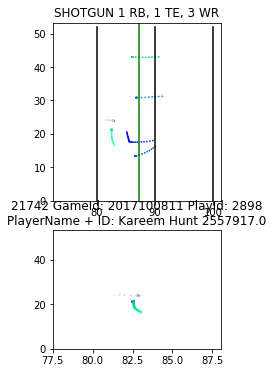 SHOTGUN 1 RB, 1 TE, 3 WR
50
40
30
20
10
0
80 90 100
21742 GameId: 2017100811 PlayId: 2898
PlayerName + ID: Kareem Hunt 2557917.0
40
20
0
77.5 80.0 82.5 85.0 87.5